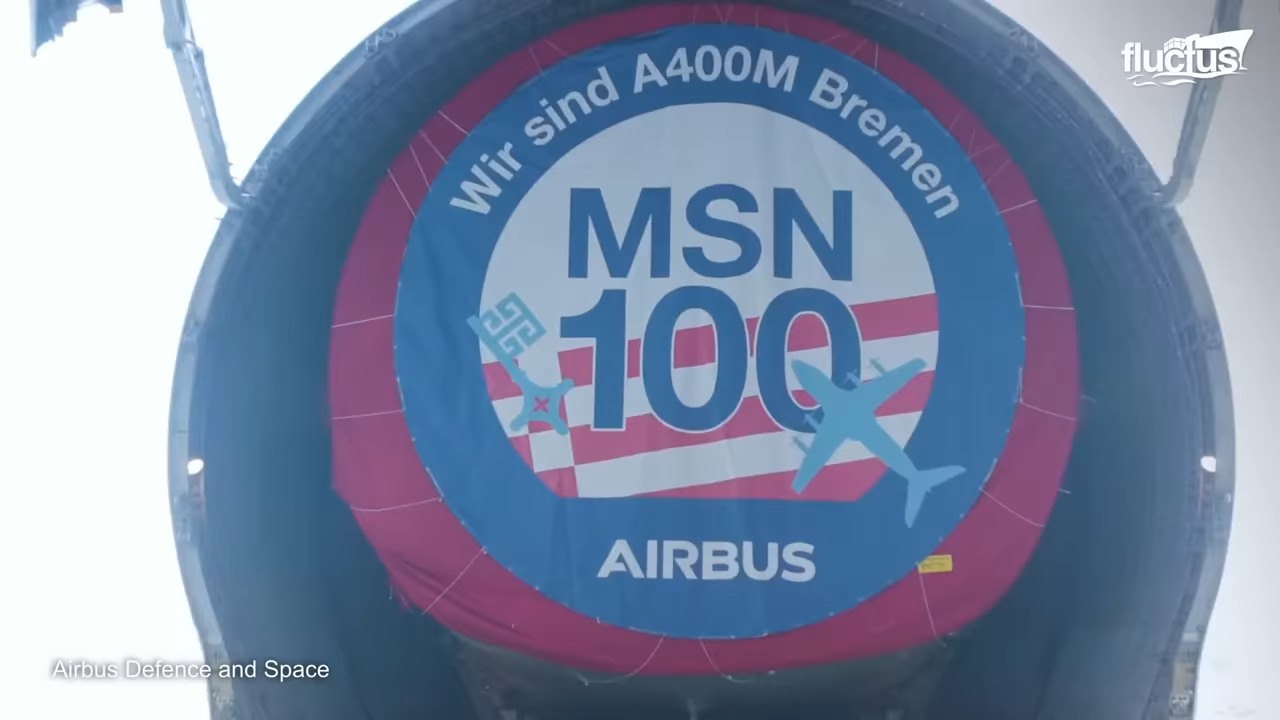 fluctus
Wir sind A400M Bremen
MSN
100
AIRBUS
Airbus Defence and Space